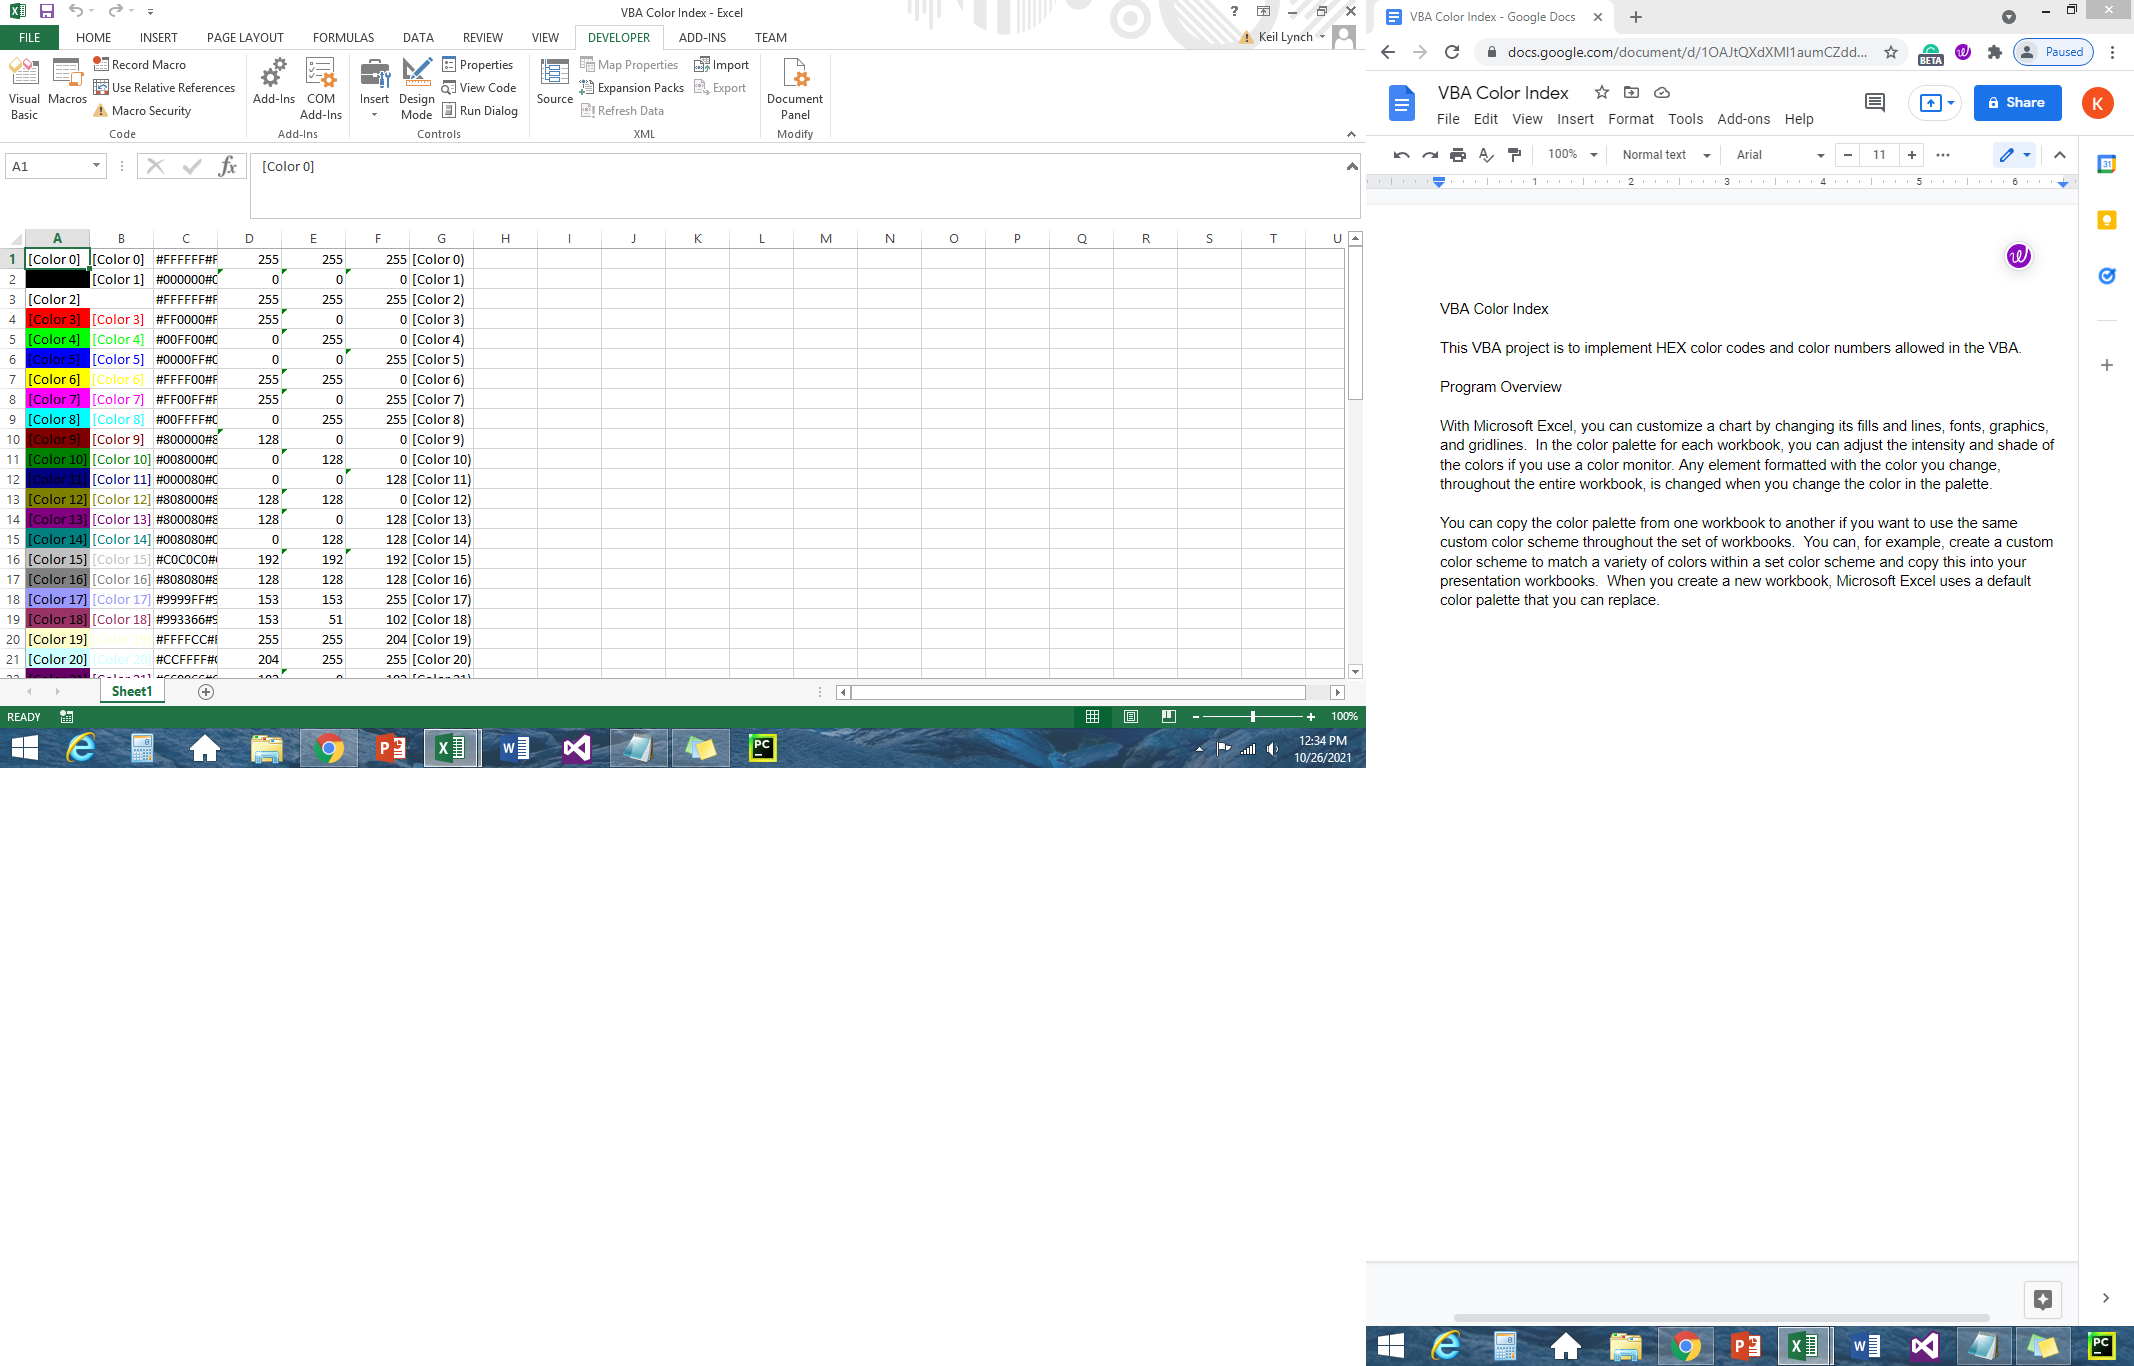 VBA Color Index - Excel
FILE HOME INSERT PAGE LAYOUT FORMULAS DATA REVIEW VIEW DEVELOPER ADD-INS TEAM Keil Lynch
Visual Basic Macros Record Macro Use Relative References Macro Security Code
Add-Ins COM Add-Ins Add-Ins
Insert Design Mode Properties View Code Run Dialog Controls
Source Map Properties Expansion Packs Refresh Data Import Export XML
Document Panel Modify
A1 fx [Color 0]
A B C D E F G H I J K L M N O P Q R S T U
1 [Color 0] [Color 0] #FFFFFF#F 255 255 255 [Color 0)
2 [Color 1] #000000#0 0 0 0 [Color 1)
3 [Color 2] #FFFFFF#F 255 255 255 [Color 2)
4 [Color 3] [Color 3] #FF0000#F 255 0 0 [Color 3)
5 [Color 4] [Color 4] #00FF00#0 0 255 0 [Color 4)
6 [Color 5] [Color 5] #0000FF#0 0 0 255 [Color 5)
7 [Color 6] [Color 6] #FFFF00#F 255 255 0 [Color 6)
8 [Color 7] [Color 7] #FF00FF#F 255 0 255 [Color 7)
9 [Color 8] [Color 8] #00FFFF#0 0 255 255 [Color 8)
10 [Color 9] [Color 9] #800000#8 128 0 0 [Color 9)
11 [Color 10] [Color 10] #008000#0 0 128 0 [Color 10)
12 [Color 11] [Color 11] #000080#0 0 0 128 [Color 11)
13 [Color 12] [Color 12] #808000#8 128 128 0 [Color 12)
14 [Color 13] [Color 13] #800080#8 128 0 128 [Color 13)
15 [Color 14] [Color 14] #008080#0 0 128 128 [Color 14)
16 [Color 15] [Color 15] #C0C0C0# 192 192 192 [Color 15)
17 [Color 16] [Color 16] #808080#8 128 128 128 [Color 16)
18 [Color 17] [Color 17] #9999FF#9 153 153 255 [Color 17)
19 [Color 18] [Color 18] #993366#9 153 51 102 [Color 18)
20 [Color 19] #FFFFCC#F 255 255 204 [Color 19)
21 [Color 20] [Color 20] #CCFFFF# 204 255 255 [Color 20)
Sheet1
READY 100%
12:34 PM
10/26/2021
VBA Color Index - Google Docs
docs.google.com/document/d/1OAJtQXdXMI1aumCZdd... BETA Paused
VBA Color Index Share K
File Edit View Insert Format Tools Add-ons Help
100% Normal text Arial 11
1 2 3 4 5 6
31
VBA Color Index
This VBA project is to implement HEX color codes and color numbers allowed in the VBA.
Program Overview
With Microsoft Excel, you can customize a chart by changing its fills and lines, fonts, graphics,
and gridlines.  In the color palette for each workbook, you can adjust the intensity and shade of
the colors if you use a color monitor. Any element formatted with the color you change,
throughout the entire workbook, is changed when you change the color in the palette.
You can copy the color palette from one workbook to another if you want to use the same
custom color scheme throughout the set of workbooks.  You can, for example, create a custom
color scheme to match a variety of colors within a set color scheme and copy this into your
presentation workbooks.  When you create a new workbook, Microsoft Excel uses a default
color palette that you can replace.